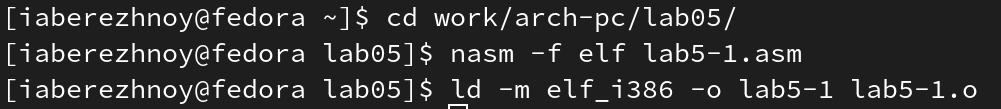 [iaberezhnoy@fedora ~]$ cd work/arch-pc/lab05/
[iaberezhnoy@fedora lab05]$ nasm -f elf lab5-1.asm
[iaberezhnoy@fedora lab05]$ ld -m elf_i386 -o lab5-1 lab5-1.o